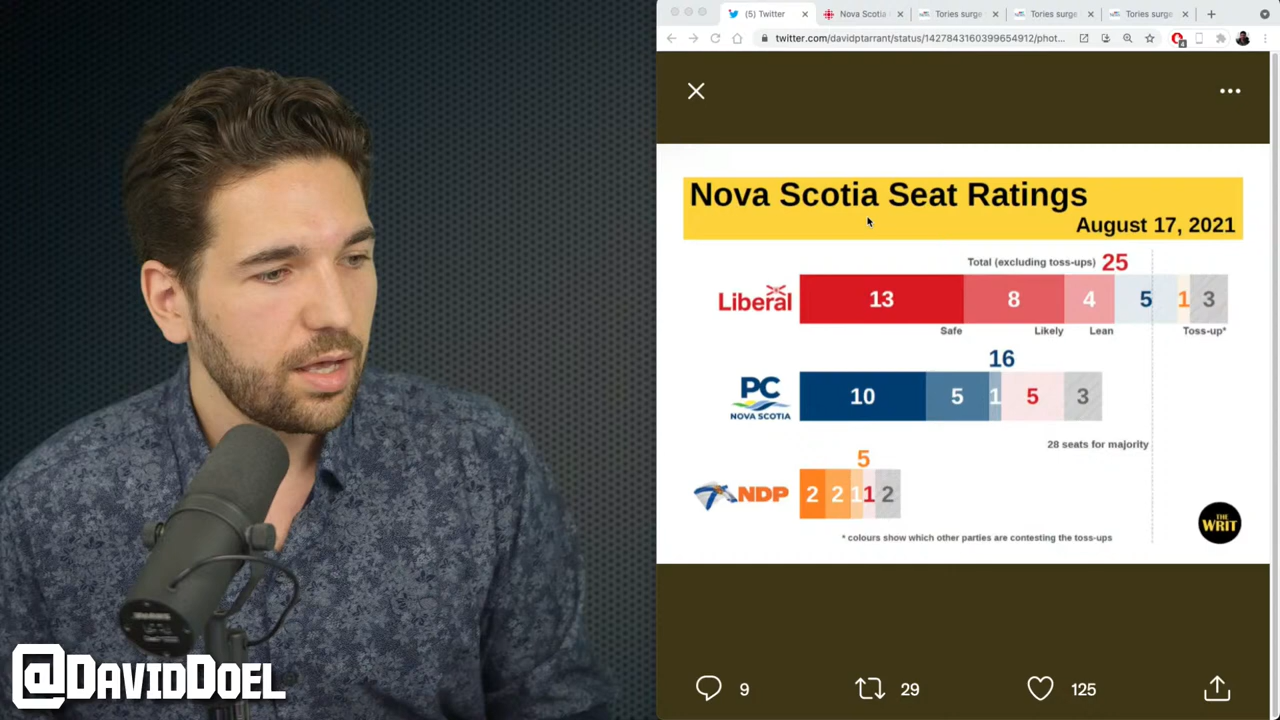 (5) Twitter
Nova Scotia
Tories surge
Tories surge
Tories surge
twitter.com/davidptarrant/status/1427843160399654912/phot...
4
Nova Scotia Seat Ratings
August 17, 2021
Total (excluding toss-ups) 25
Liberal 13 8 4 5 1 3
Safe Likely Lean Toss-up*
16
PC
NOVA SCOTIA
10 5 1 5 3
28 seats for majority
5
NDP 2 2 1 1 2
THE
WRIT
* colours show which other parties are contesting the toss-ups
@DAVIDDOEL
9 29 125